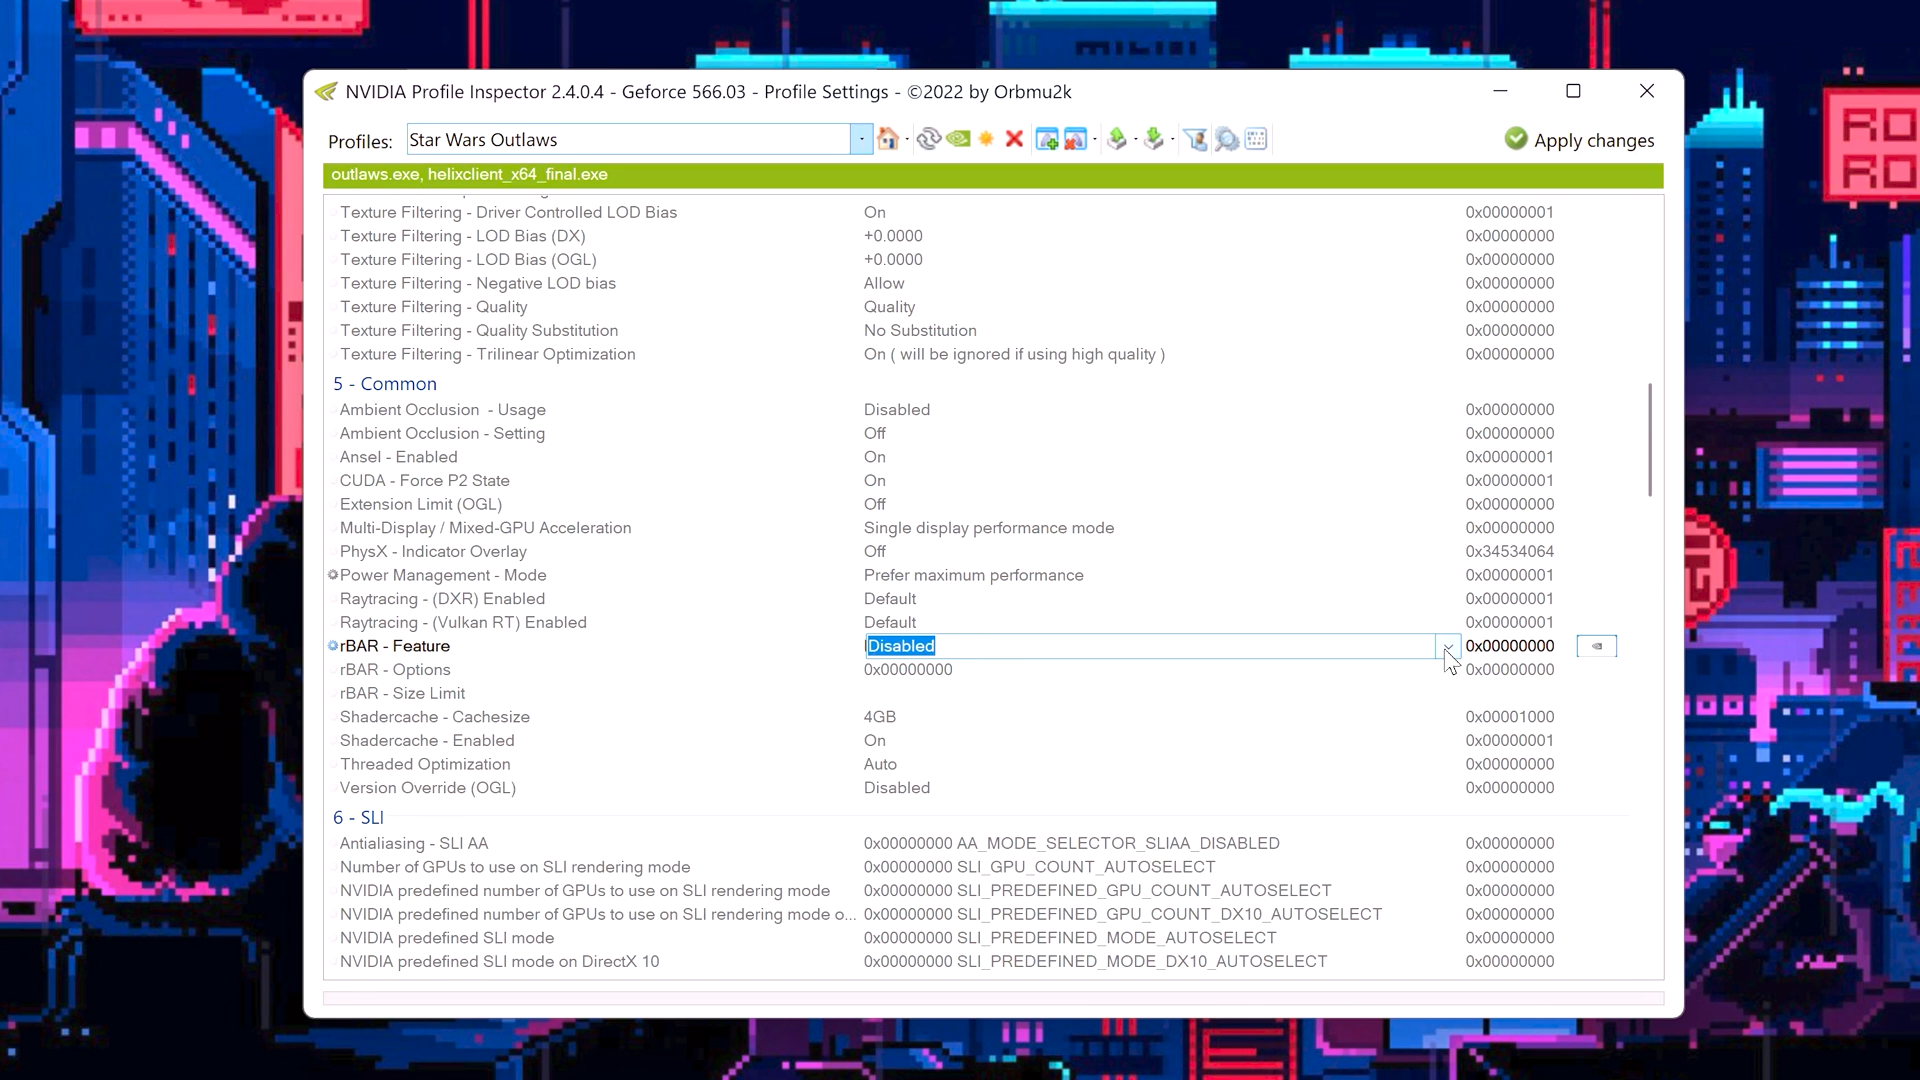 NVIDIA Profile Inspector 2.4.0.4 - Geforce 566.03 - Profile Settings - ©2022 by Orbmu2k
Profiles: Star Wars Outlaws Apply changes
outlaws.exe, helixclient_x64_final.exe
Texture Filtering - Driver Controlled LOD Bias On 0x00000001
Texture Filtering - LOD Bias (DX) +0.0000 0x00000000
Texture Filtering - LOD Bias (OGL) +0.0000 0x00000000
Texture Filtering - Negative LOD bias Allow 0x00000000
Texture Filtering - Quality Quality 0x00000000
Texture Filtering - Quality Substitution No Substitution 0x00000000
Texture Filtering - Trilinear Optimization On ( will be ignored if using high quality ) 0x00000000
5 - Common
Ambient Occlusion - Usage Disabled 0x00000000
Ambient Occlusion - Setting Off 0x00000000
Ansel - Enabled On 0x00000001
CUDA - Force P2 State On 0x00000001
Extension Limit (OGL) Off 0x00000000
Multi-Display / Mixed-GPU Acceleration Single display performance mode 0x00000000
PhysX - Indicator Overlay Off 0x34534064
Power Management - Mode Prefer maximum performance 0x00000001
Raytracing - (DXR) Enabled Default 0x00000001
Raytracing - (Vulkan RT) Enabled Default 0x00000001
rBAR - Feature Disabled 0x00000000
rBAR - Options 0x00000000 0x00000000
rBAR - Size Limit
Shadercache - Cachesize 4GB 0x00001000
Shadercache - Enabled On 0x00000001
Threaded Optimization Auto 0x00000000
Version Override (OGL) Disabled 0x00000000
6 - SLI
Antialiasing - SLI AA 0x00000000 AA_MODE_SELECTOR_SLIAA_DISABLED 0x00000000
Number of GPUs to use on SLI rendering mode 0x00000000 SLI_GPU_COUNT_AUTOSELECT 0x00000000
NVIDIA predefined number of GPUs to use on SLI rendering mode 0x00000000 SLI_PREDEFINED_GPU_COUNT_AUTOSELECT 0x00000000
NVIDIA predefined number of GPUs to use on SLI rendering mode o... 0x00000000 SLI_PREDEFINED_GPU_COUNT_DX10_AUTOSELECT 0x00000000
NVIDIA predefined SLI mode 0x00000000 SLI_PREDEFINED_MODE_AUTOSELECT 0x00000000
NVIDIA predefined SLI mode on DirectX 10 0x00000000 SLI_PREDEFINED_MODE_DX10_AUTOSELECT 0x00000000
RO
RO